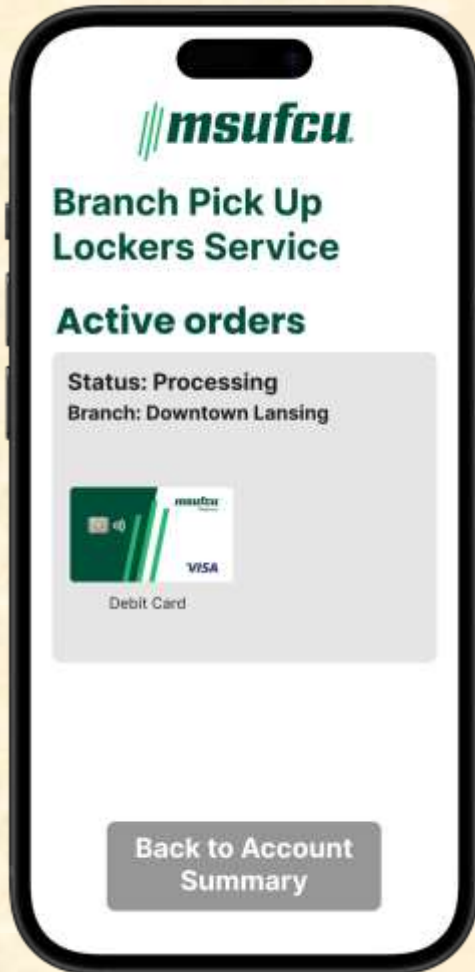 msufcu
Branch Pick Up
Lockers Service
Active orders
Status: Processing
Branch: Downtown Lansing
msufcu
VISA
Debit Card
Back to Account
Summary